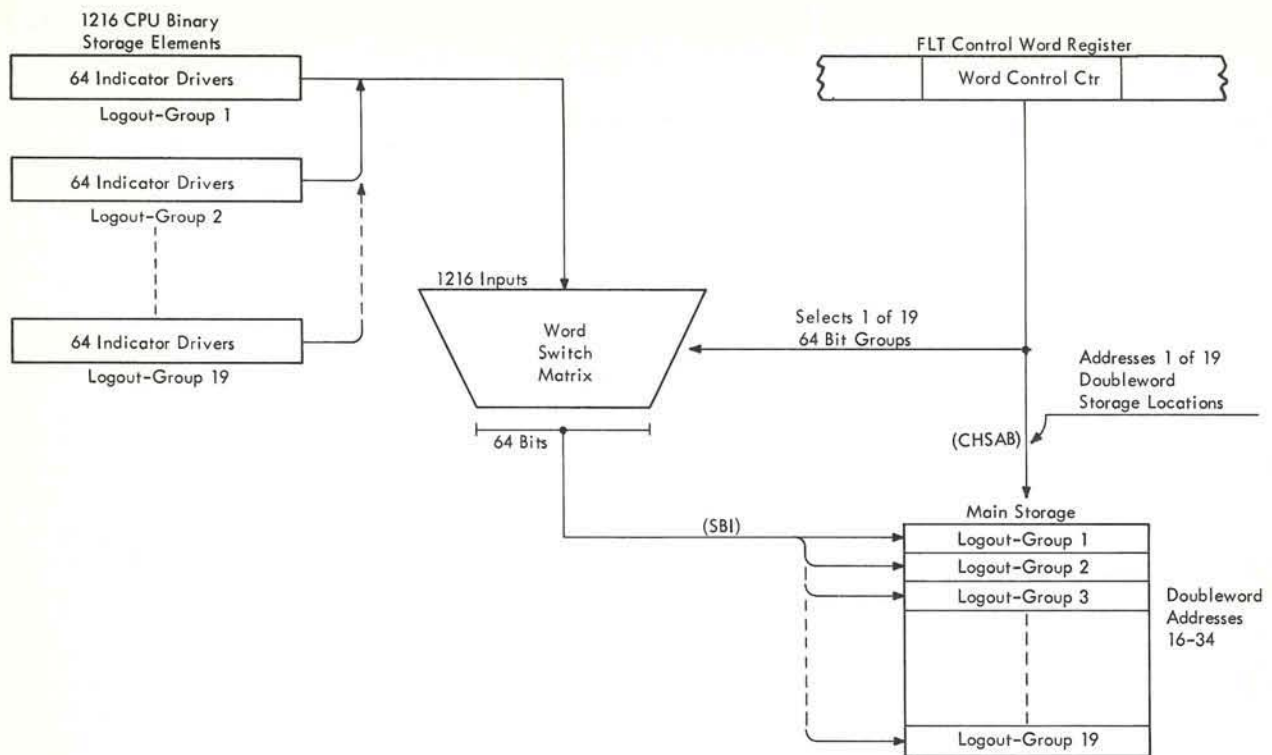 1216 CPU Binary
Storage Elements
64 Indicator Drivers
Logout-Group 1
64 Indicator Drivers
Logout-Group 2
64 Indicator Drivers
Logout-Group 19
FLT Control Word Register
Word Control Ctr
1216 Inputs
Word
Switch
Matrix
64 Bits
Selects 1 of 19
64 Bit Groups
Addresses 1 of 19
Doubleword
Storage Locations
(CHSAB)
(SBI)
Main Storage
Logout-Group 1
Logout-Group 2
Logout-Group 3
Logout-Group 19
Doubleword
Addresses
16-34